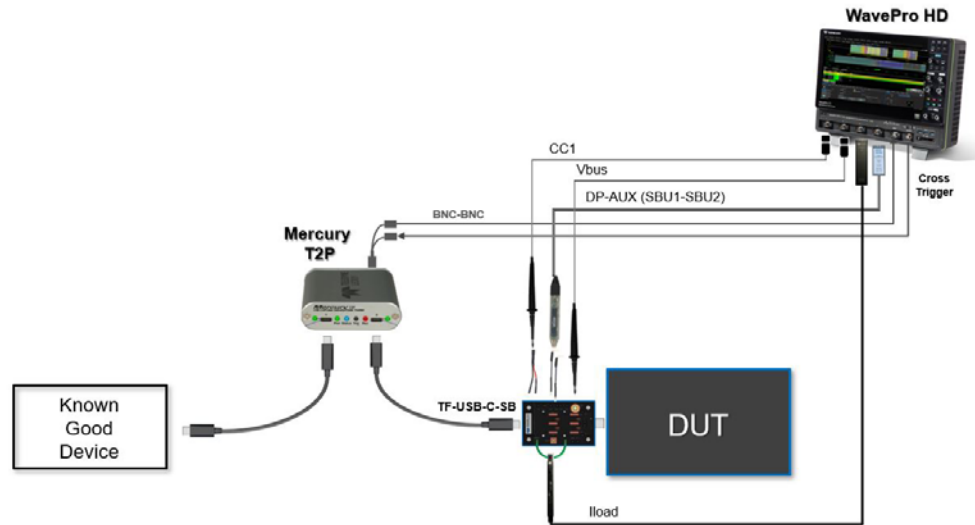 WavePro HD
CC1
Vbus
DP-AUX (SBU1-SBU2)
Cross
Trigger
BNC-BNC
Mercury
T2P
TF-USB-C-SB
Known
Good
Device
DUT
Iload